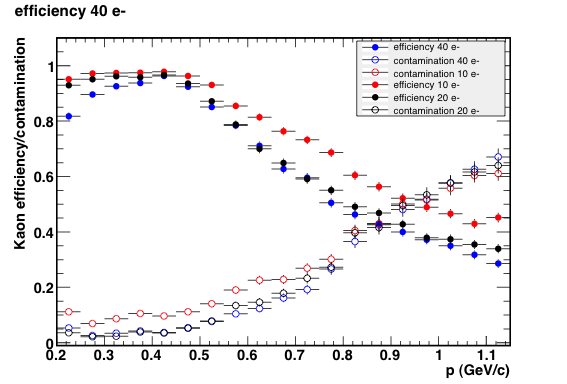 efficiency 40 e-
Kaon efficiency/contamination
efficiency 40 e-
contamination 40 e-
contamination 10 e-
efficiency 10 e-
efficiency 20 e-
contamination 20 e-
1
0.8
0.6
0.4
0.2
0
0.2 0.3 0.4 0.5 0.6 0.7 0.8 0.9 1 1.1
p (GeV/c)